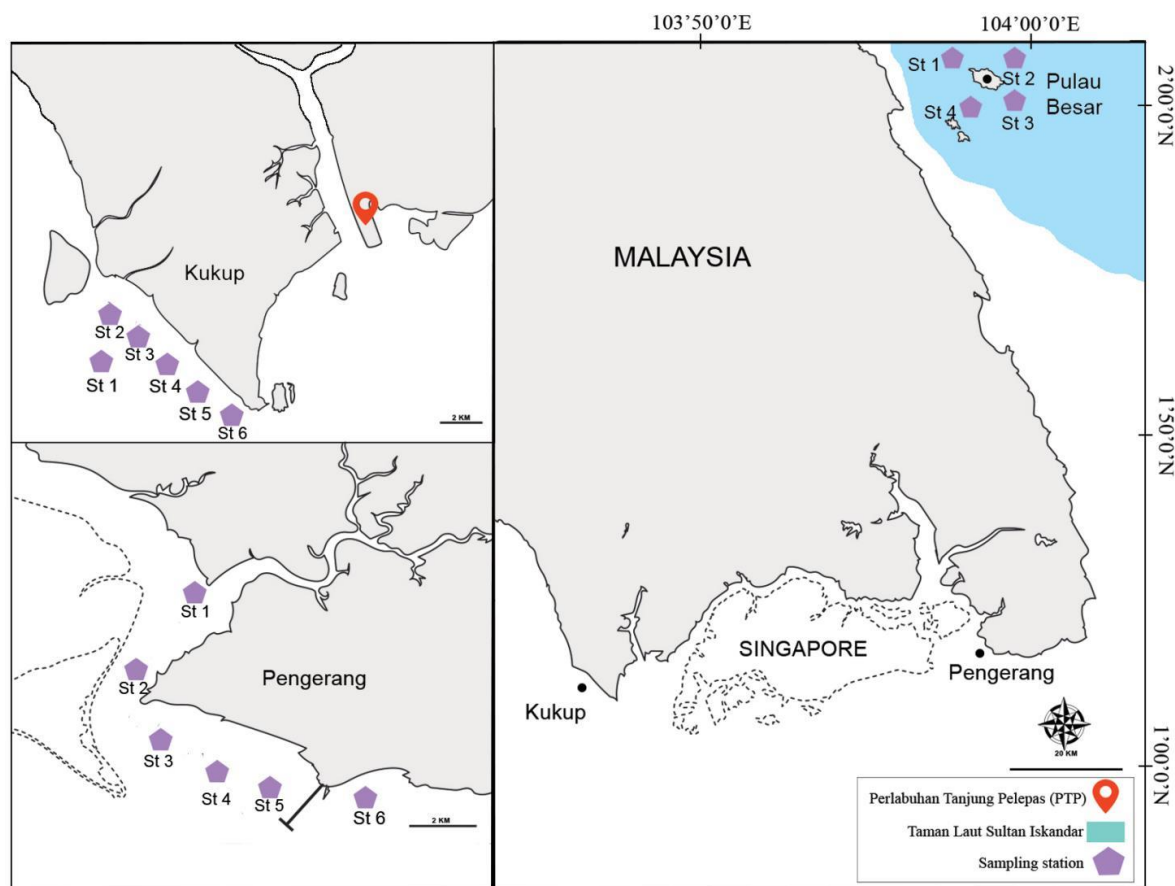 103°50'0'E
104°00'0'E
2°00'0'N
1°50'0'N
1°00'0'N
Kukup
St 2
St 3
St 1
St 4
St 5
St 6
2 KM
St 1
St 2
Pengerang
St 3
St 4
St 5
St 6
2 KM
St 1
St 2
Pulau
Besar
St 4
St 3
MALAYSIA
SINGAPORE
Kukup
Pengerang
20 KM
Perlabuhan Tanjung Pelepas (PTP)
Taman Laut Sultan Iskandar
Sampling station